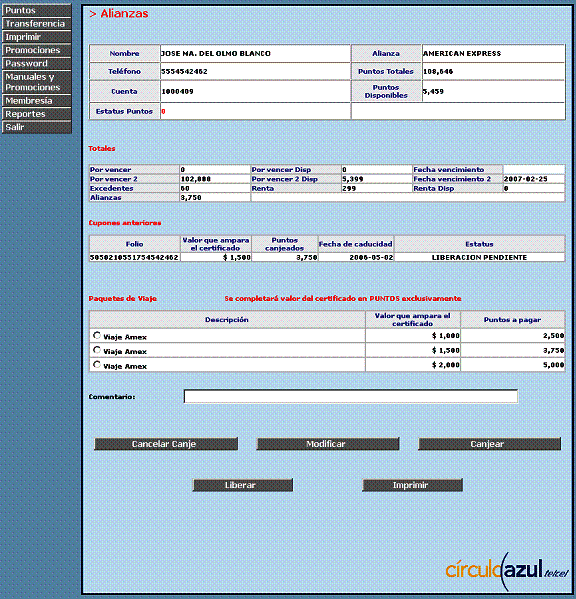 Puntos
Transferencia
Imprimir
Promociones
Password
Manuales y
Promociones
Membresía
Reportes
Salir
> Alianzas
Nombre JOSE MA. DEL OLMO BLANCO Alianza AMERICAN EXPRESS
Teléfono 5554542462 Puntos Totales 108,646
Cuenta 1000409 Puntos Disponibles 5,459
Estatus Puntos 0
Totales
Por vencer 0 Por vencer Disp 0 Fecha vencimiento
Por vencer 2 102,000 Por vencer 2 Disp 5,399 Fecha vencimiento 2 2007-02-25
Excedentes 60 Renta 299 Renta Disp 0
Alianzas 3,750
Cupones anteriores
Folio Valor que ampara el certificado Puntos canjeados Fecha de caducidad Estatus
5050210551754542462 $ 1,500 3,750 2006-05-02 LIBERACION PENDIENTE
Paquetes de Viaje Se completará valor del certificado en PUNTOS exclusivamente
Descripción Valor que ampara el certificado Puntos a pagar
Viaje Amex $ 1,000 2,500
Viaje Amex $ 1,500 3,750
Viaje Amex $ 2,000 5,000
Comentario:
Cancelar Canje Modificar Canjear
Liberar Imprimir
círculoazul telcel